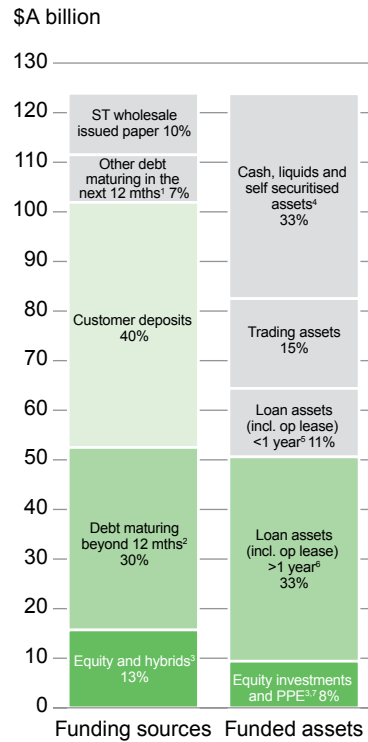 $A billion
130
120
110
100
90
80
70
60
50
40
30
20
10
0
ST wholesale
issued paper 10%
Other debt
maturing in the
next 12 mths¹ 7%
Customer deposits
40%
Debt maturing
beyond 12 mths²
30%
Equity and hybrids³
13%
Cash, liquids and
self securitised
assets⁴
33%
Trading assets
15%
Loan assets
(incl. op lease)
<1 year⁵ 11%
Loan assets
(incl. op lease)
>1 year⁶
33%
Equity investments
and PPE³,⁷ 8%
Funding sources
Funded assets